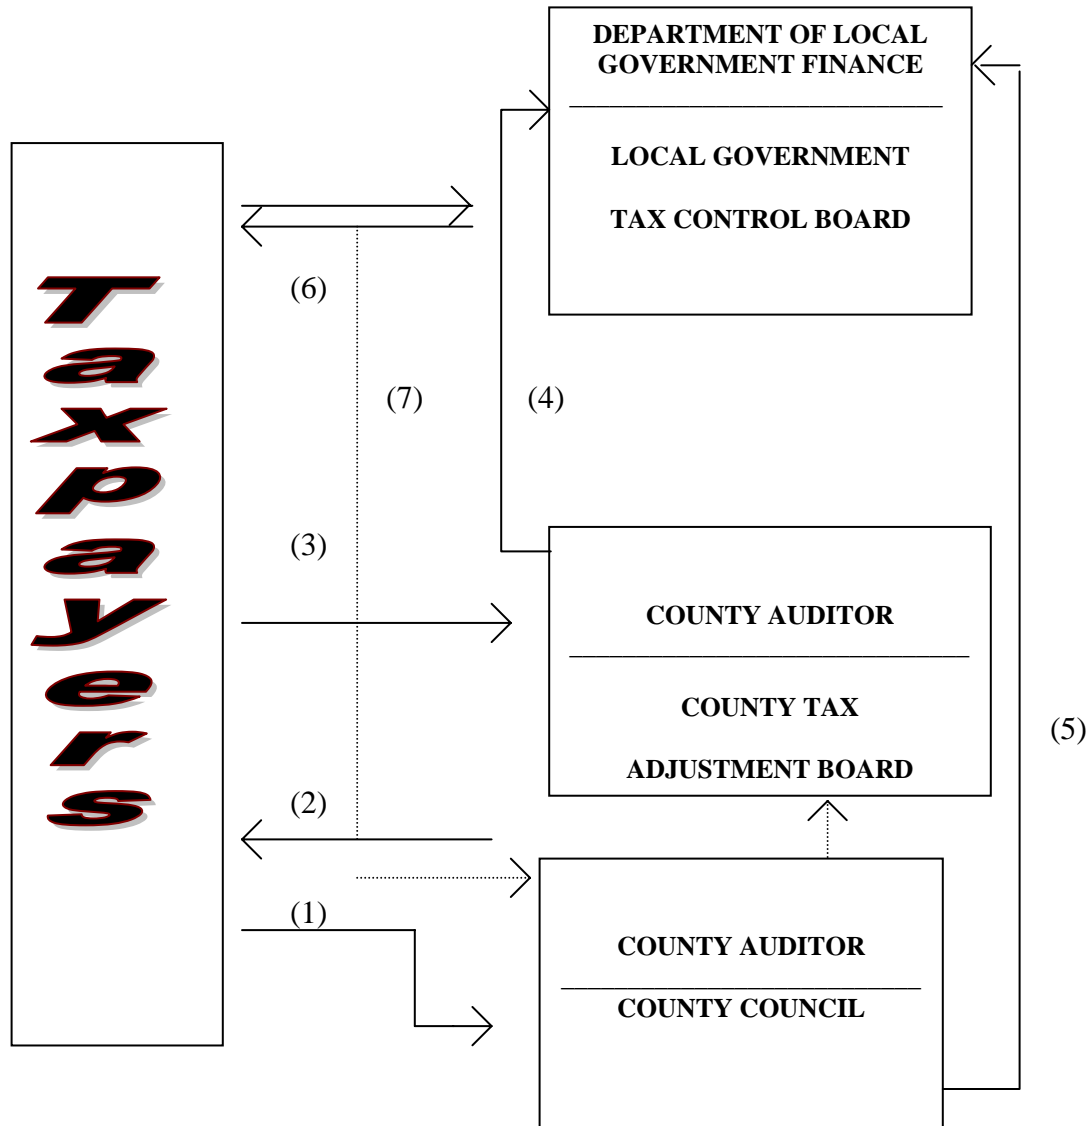 DEPARTMENT OF LOCAL
GOVERNMENT FINANCE
LOCAL GOVERNMENT
TAX CONTROL BOARD
Taxpayers
(6)
(7)
(4)
(3)
COUNTY AUDITOR
COUNTY TAX
ADJUSTMENT BOARD
(5)
(2)
(1)
COUNTY AUDITOR
COUNTY COUNCIL